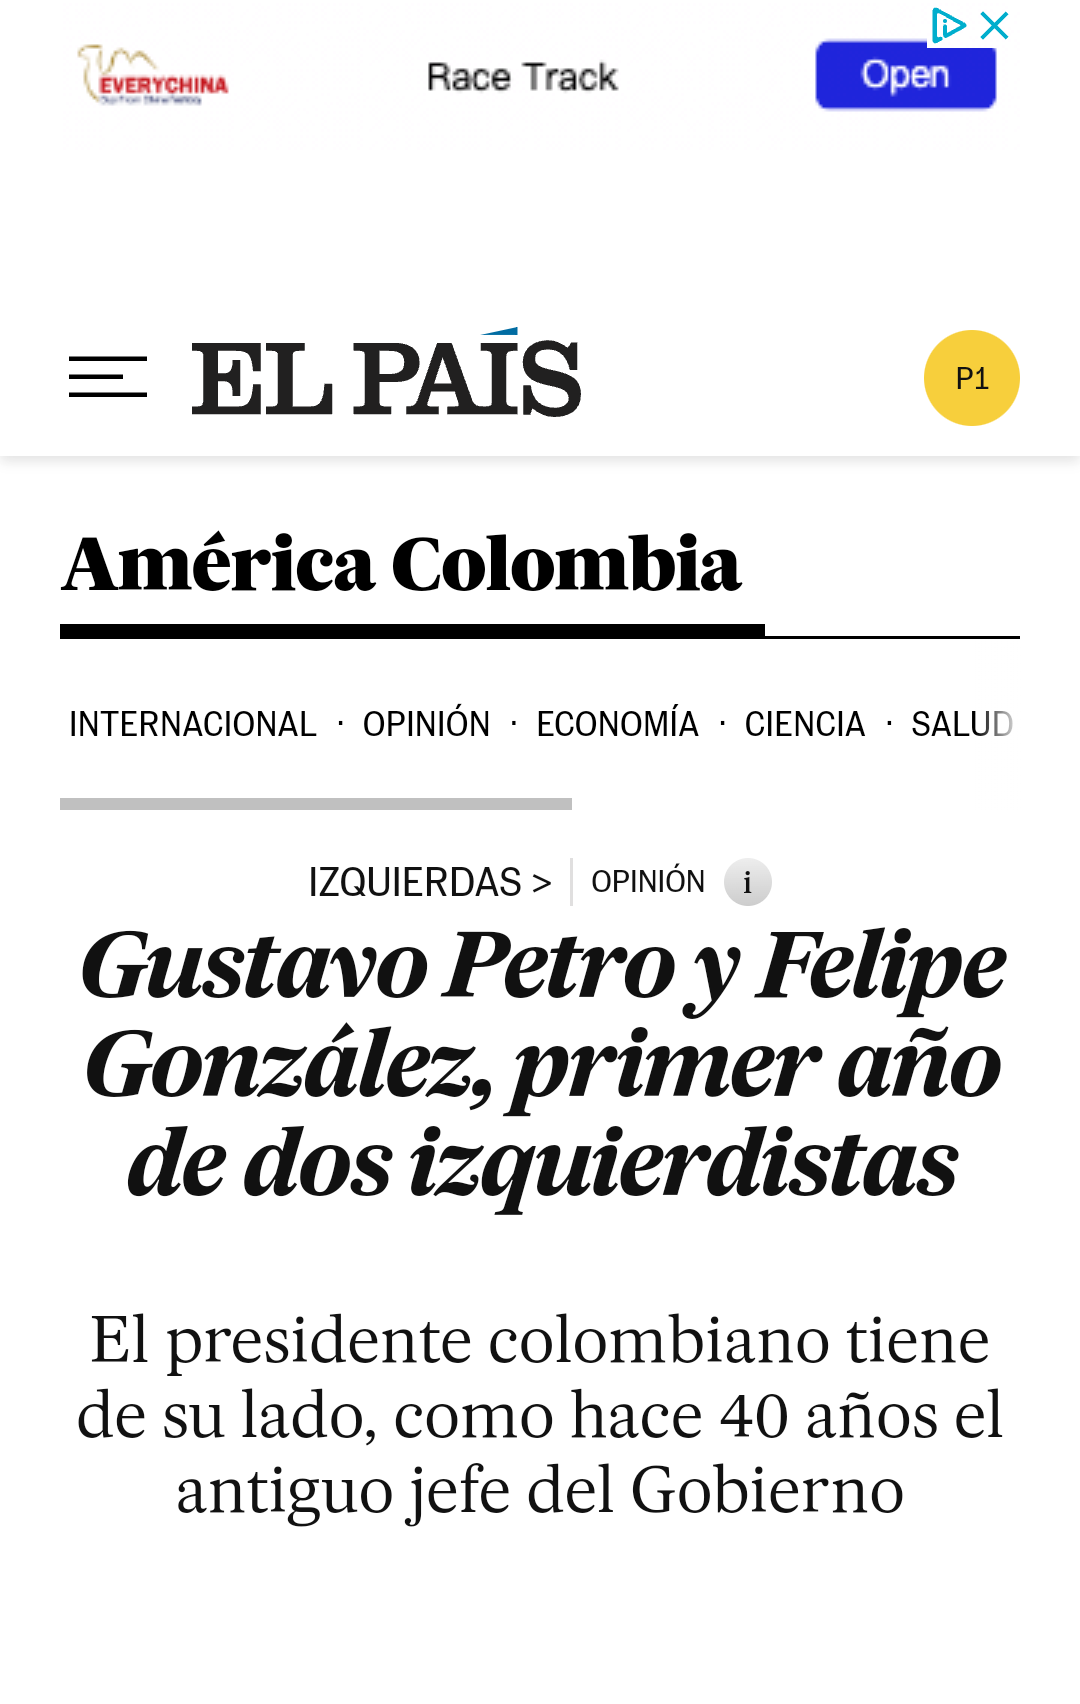 EVERYCHINA
Race Track
Open
EL PAÍS
P1
América Colombia
INTERNACIONAL · OPINIÓN · ECONOMÍA · CIENCIA · SALUD
IZQUIERDAS > OPINIÓN i
Gustavo Petro y Felipe
González, primer año
de dos izquierdistas
El presidente colombiano tiene
de su lado, como hace 40 años el
antiguo jefe del Gobierno